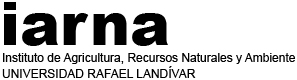 iarna
Instituto de Agricultura, Recursos Naturales y Ambiente
UNIVERSIDAD RAFAEL LANDÍVAR